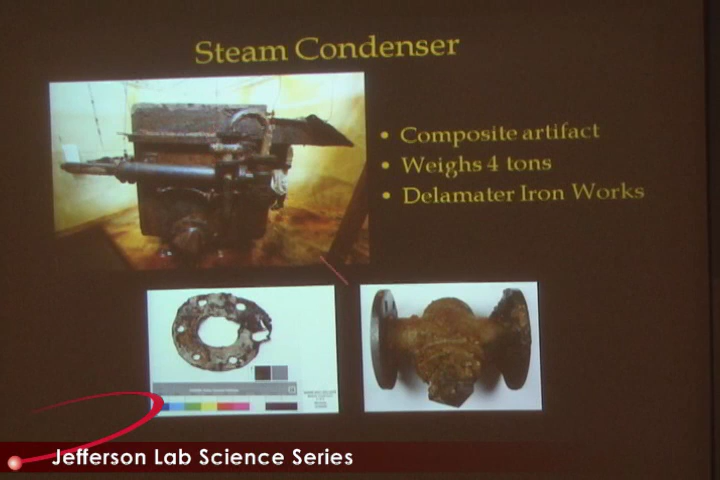 Steam Condenser
• Composite artifact
• Weighs 4 tons
• Delamater Iron Works
Jefferson Lab Science Series